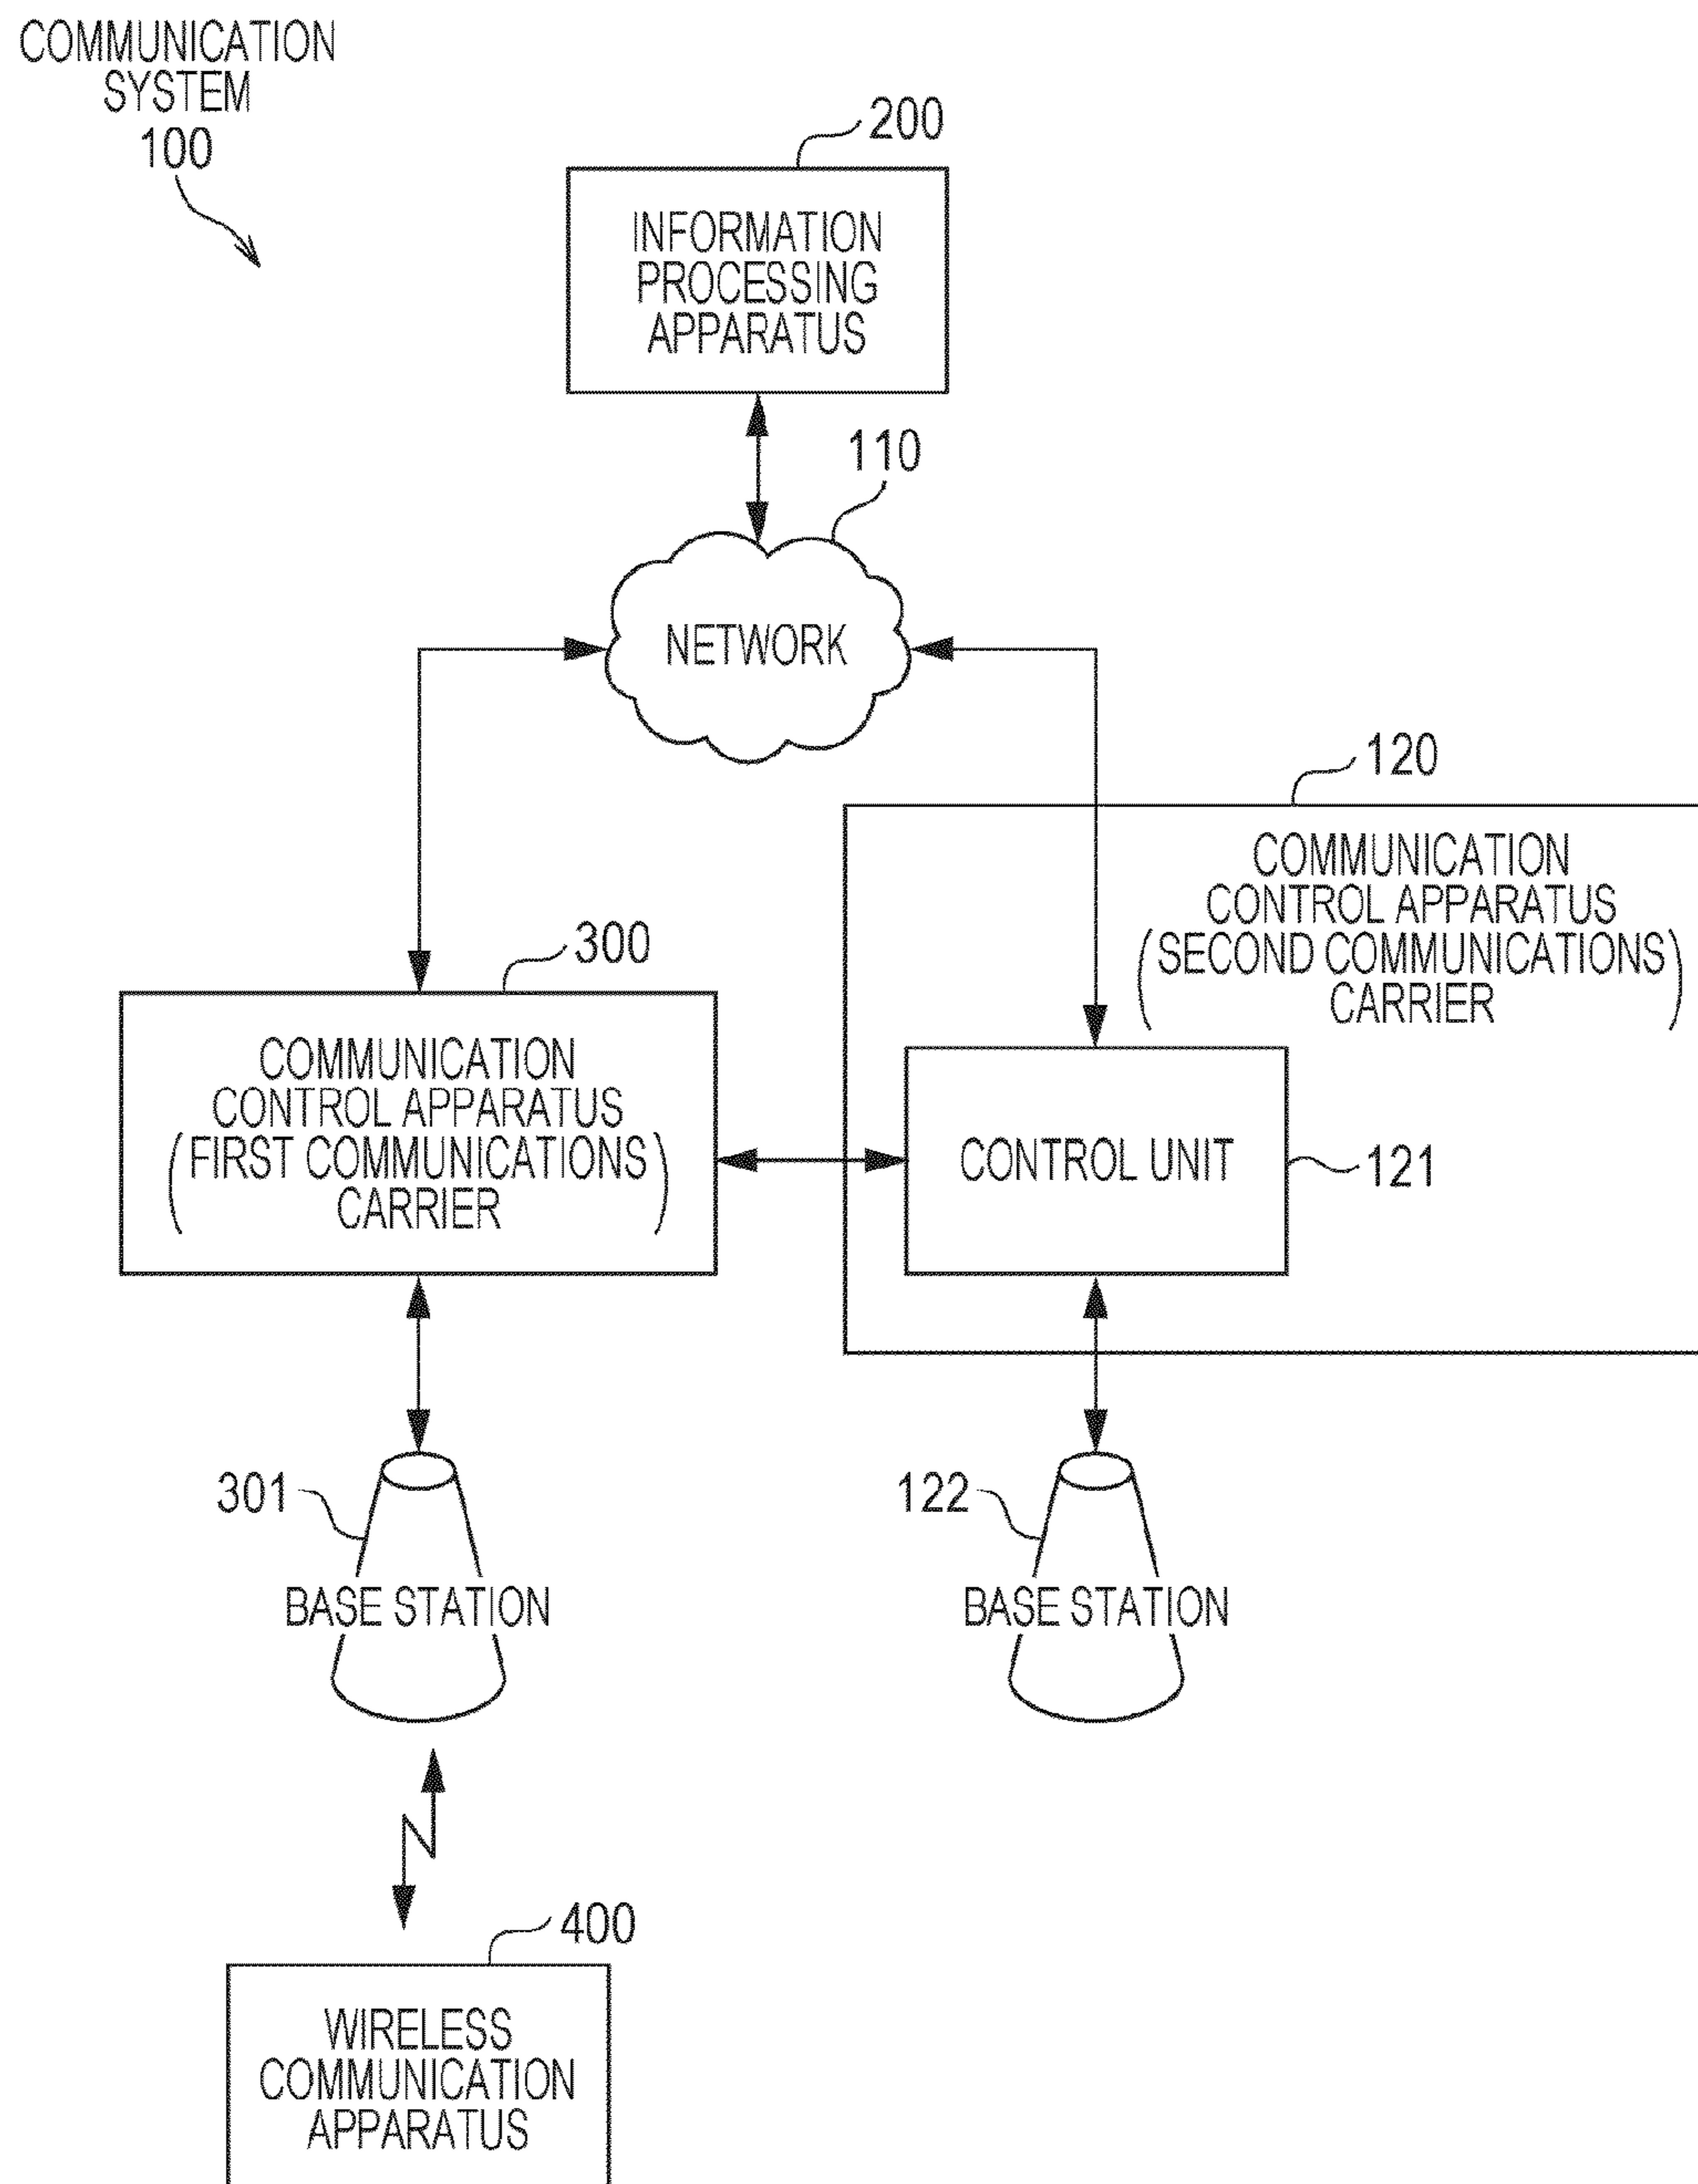 COMMUNICATION
SYSTEM
100
200
INFORMATION
PROCESSING
APPARATUS
110
NETWORK
120
COMMUNICATION
CONTROL APPARATUS
(SECOND COMMUNICATIONS
CARRIER)
300
COMMUNICATION
CONTROL APPARATUS
(FIRST COMMUNICATIONS
CARRIER)
CONTROL UNIT
121
301
BASE STATION
122
BASE STATION
400
WIRELESS
COMMUNICATION
APPARATUS